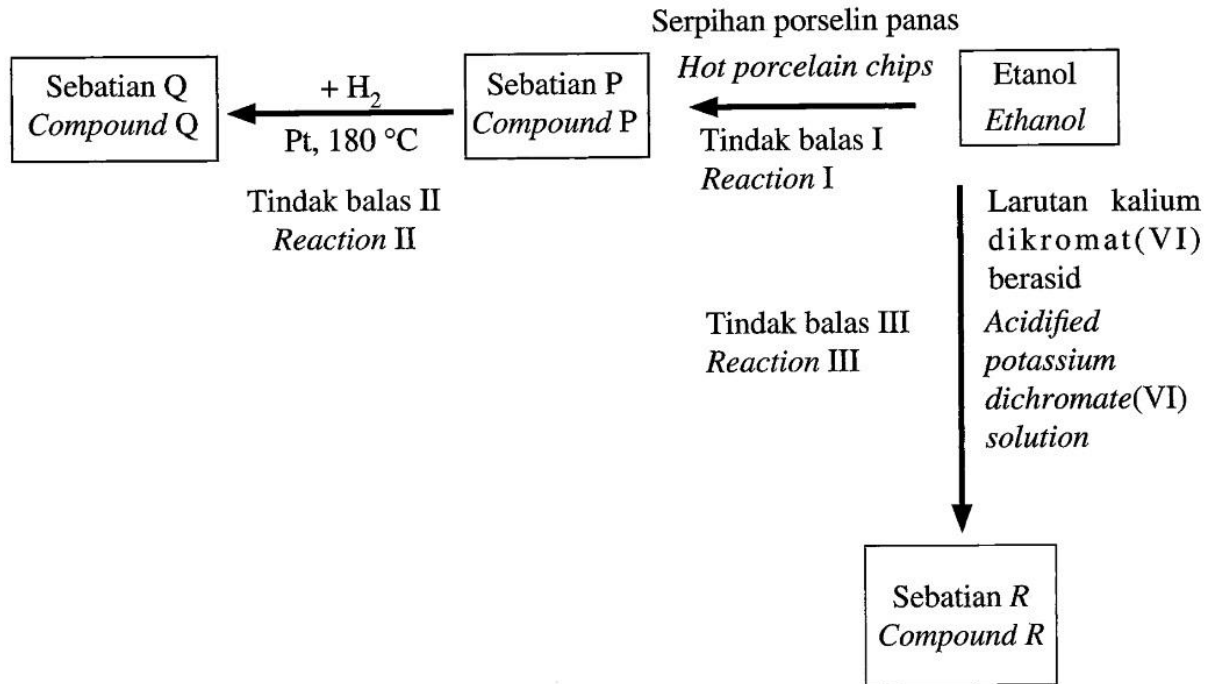 Serpihan porselin panas
Hot porcelain chips
Sebatian Q
Compound Q
+ H₂
Pt, 180 °C
Sebatian P
Compound P
Etanol
Ethanol
Tindak balas I
Reaction I
Tindak balas II
Reaction II
Larutan kalium
dikromat(VI)
berasid
Acidified
potassium
dichromate(VI)
solution
Tindak balas III
Reaction III
Sebatian R
Compound R